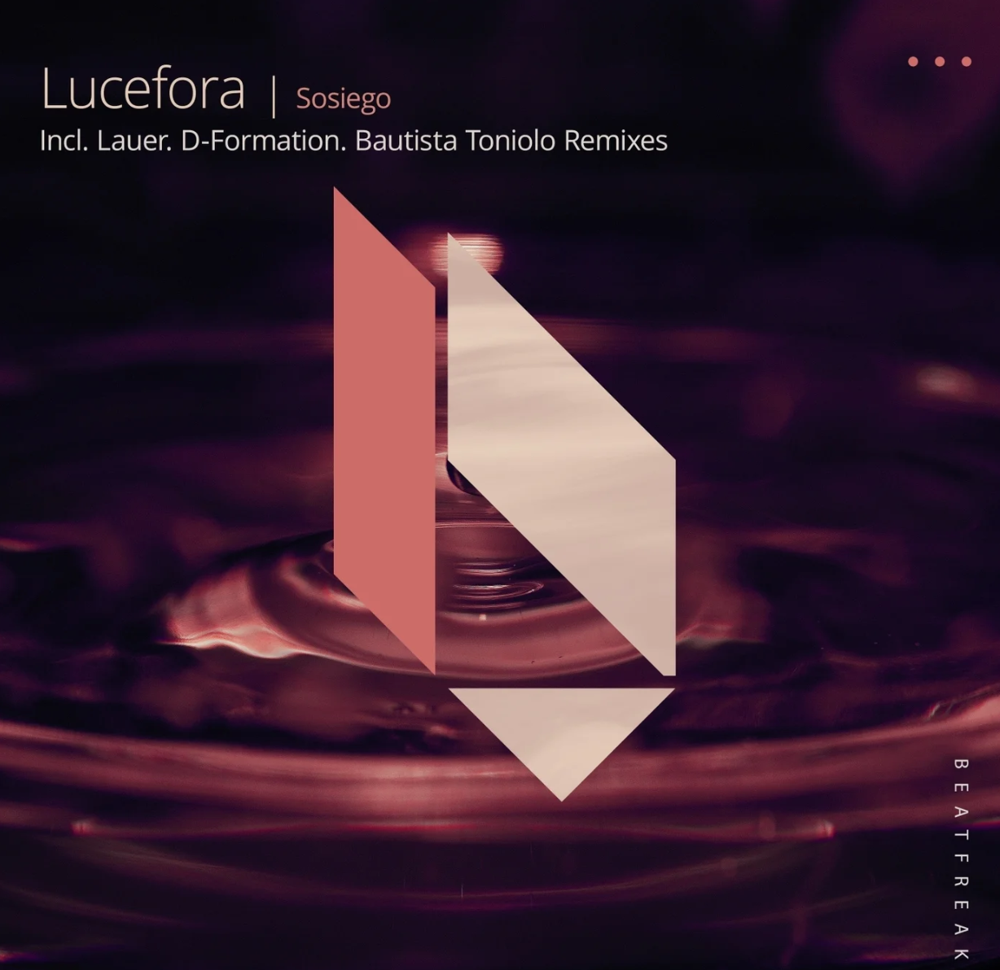 Lucefora | Sosiego
Incl. Lauer. D-Formation. Bautista Toniolo Remixes
BEATFREAK